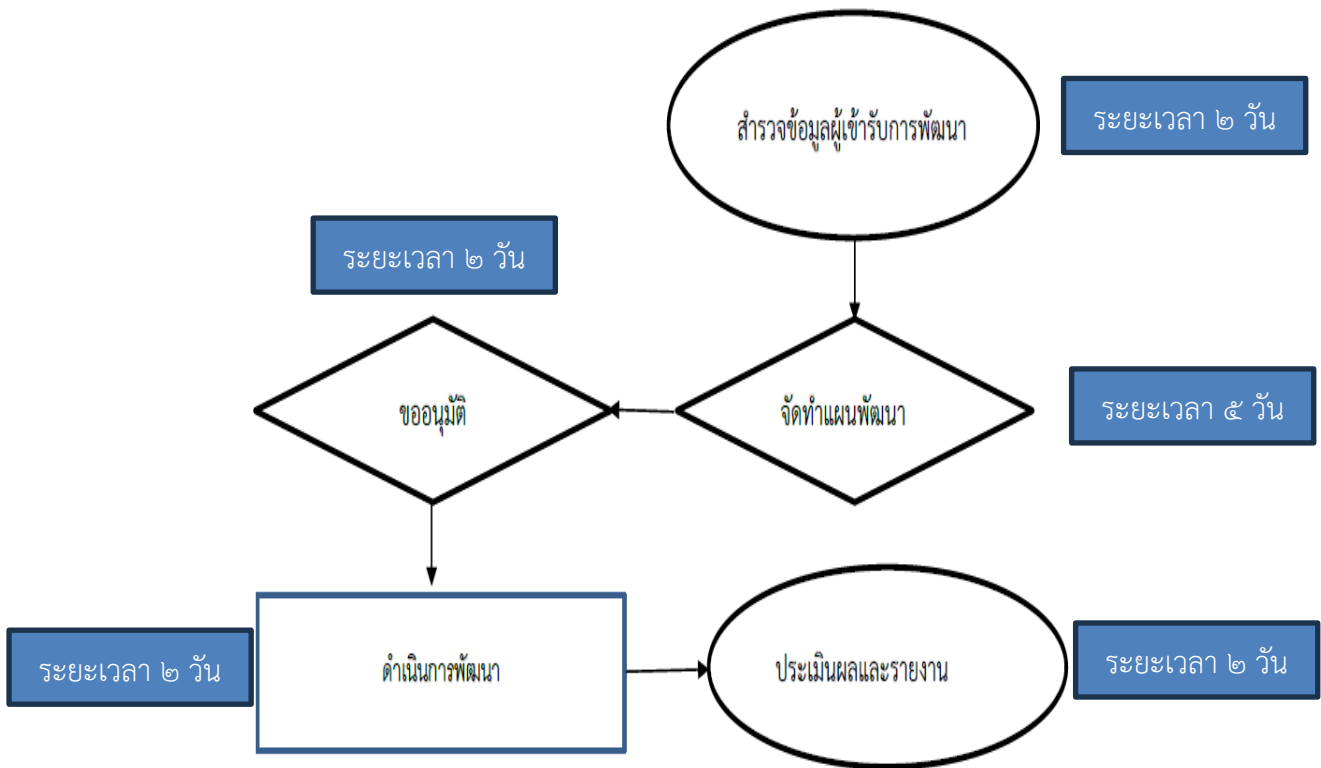 สำรวจข้อมูลผู้เข้ารับการพัฒนา
ระยะเวลา ๒ วัน
ระยะเวลา ๒ วัน
ขออนุมัติ
จัดทำแผนพัฒนา
ระยะเวลา ๕ วัน
ระยะเวลา ๒ วัน
ดำเนินการพัฒนา
ประเมินผลและรายงาน
ระยะเวลา ๒ วัน